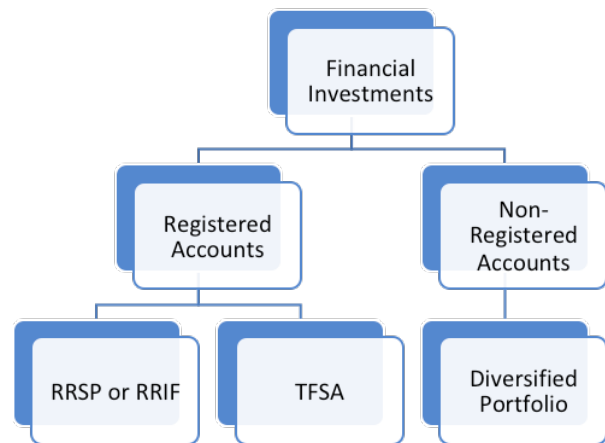 Financial
Investments
Registered
Accounts
Non-
Registered
Accounts
RRSP or RRIF
TFSA
Diversified
Portfolio